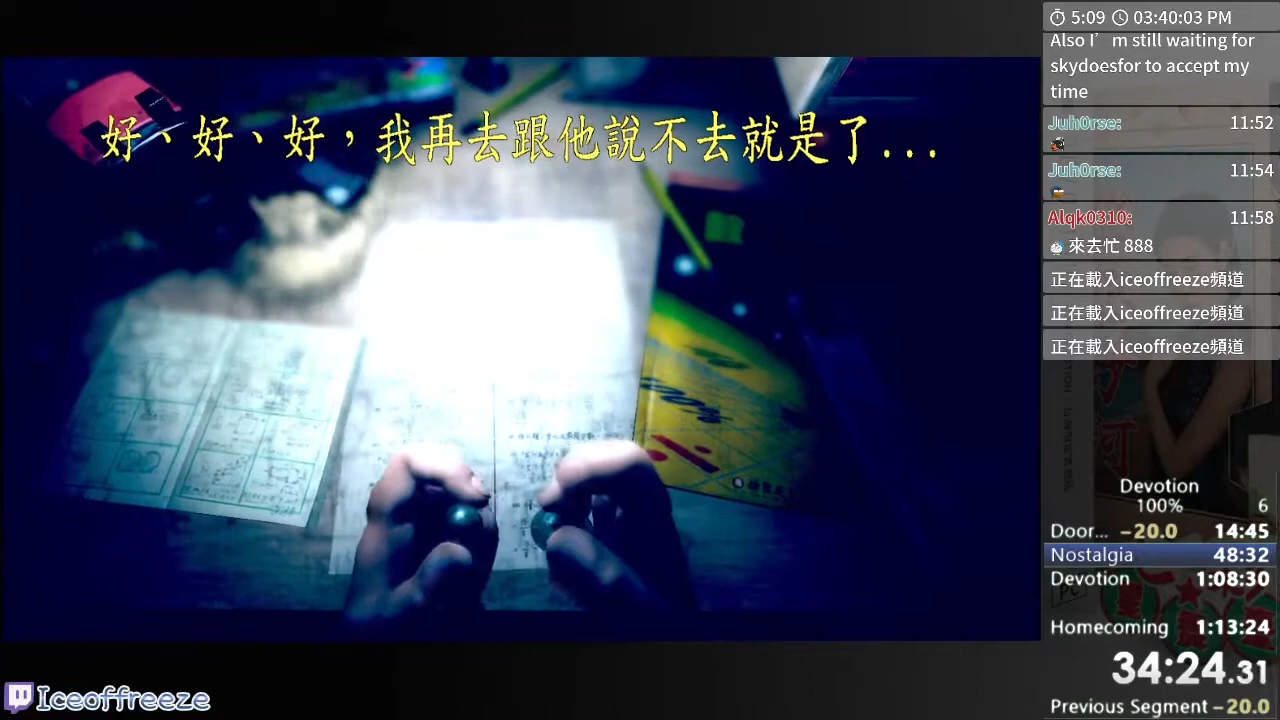 好、好、好，我再去跟他說不去就是了...
5:09 03:40:03 PM
Also I'm still waiting for
skydoesfor to accept my
time
Juh0rse: 11:52
Juh0rse: 11:54
Alqk0310: 11:58
來去忙 888
正在載入iceoffreeze頻道
正在載入iceoffreeze頻道
正在載入iceoffreeze頻道
Devotion
100% 6
Door... −20.0 14:45
Nostalgia 48:32
Devotion 1:08:30
Homecoming 1:13:24
34:24.31
Previous Segment −20.0
Iceoffreeze